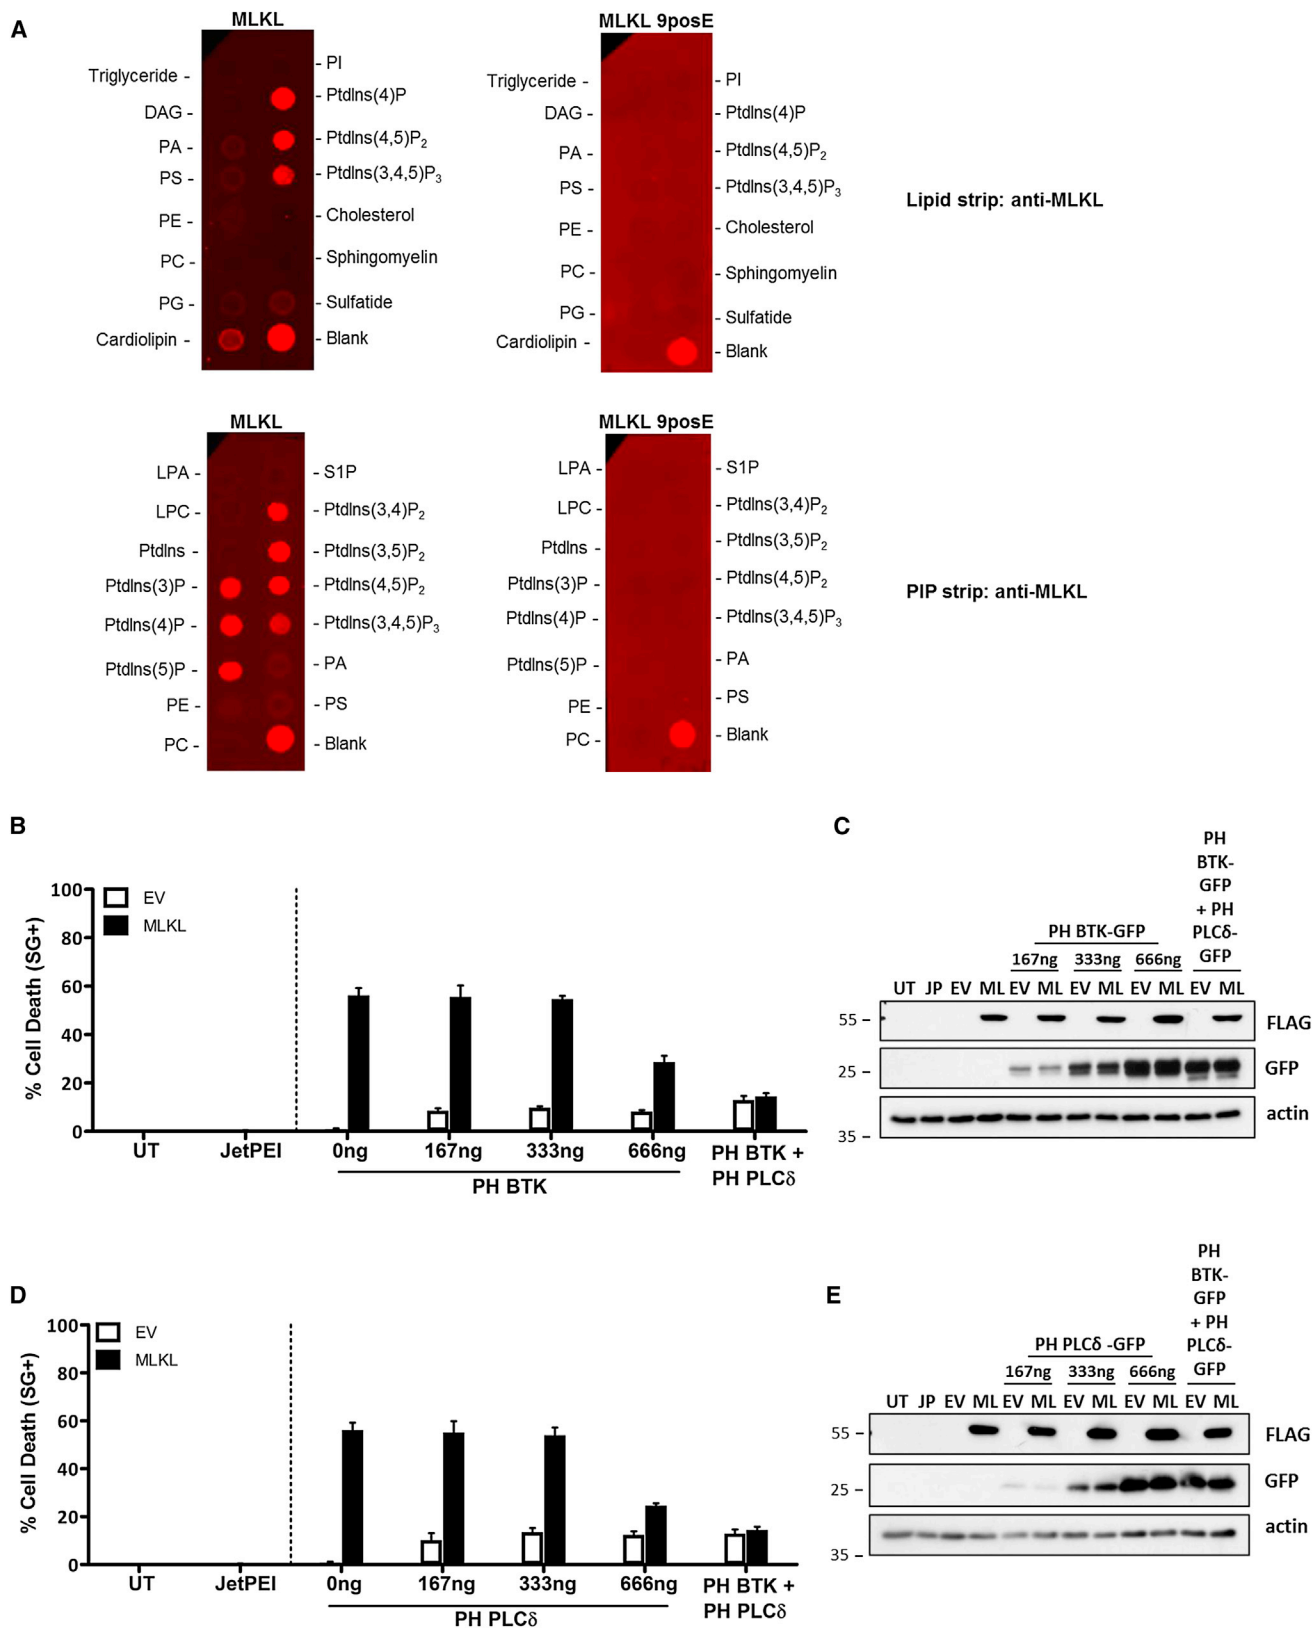 A
MLKL
MLKL 9posE
Triglyceride -
DAG -
PA -
PS -
PE -
PC -
PG -
Cardiolipin -
- PI
- PtdIns(4)P
- PtdIns(4,5)P2
- PtdIns(3,4,5)P3
- Cholesterol
- Sphingomyelin
- Sulfatide
- Blank
Triglyceride -
DAG -
PA -
PS -
PE -
PC -
PG -
Cardiolipin -
- PI
- PtdIns(4)P
- PtdIns(4,5)P2
- PtdIns(3,4,5)P3
- Cholesterol
- Sphingomyelin
- Sulfatide
- Blank
Lipid strip: anti-MLKL
MLKL
MLKL 9posE
LPA -
LPC -
PtdIns -
PtdIns(3)P -
PtdIns(4)P -
PtdIns(5)P -
PE -
PC -
- S1P
- PtdIns(3,4)P2
- PtdIns(3,5)P2
- PtdIns(4,5)P2
- PtdIns(3,4,5)P3
- PA
- PS
- Blank
LPA -
LPC -
PtdIns -
PtdIns(3)P -
PtdIns(4)P -
PtdIns(5)P -
PE -
PC -
- S1P
- PtdIns(3,4)P2
- PtdIns(3,5)P2
- PtdIns(4,5)P2
- PtdIns(3,4,5)P3
- PA
- PS
- Blank
PIP strip: anti-MLKL
B
% Cell Death (SG+)
100
80
60
40
20
0
EV
MLKL
UT JetPEI 0ng 167ng 333ng 666ng PH BTK +
PH PLCδ
PH BTK
C
PH
BTK-
GFP
+ PH
PLCδ-
GFP
PH BTK-GFP
167ng 333ng 666ng
UT JP EV ML EV ML EV ML EV ML EV ML
55 –
FLAG
25 –
GFP
actin
35 –
D
% Cell Death (SG+)
100
80
60
40
20
0
EV
MLKL
UT JetPEI 0ng 167ng 333ng 666ng PH BTK +
PH PLCδ
PH PLCδ
E
PH
BTK-
GFP
+ PH
PLCδ-
GFP
PH PLCδ -GFP
167ng 333ng 666ng
UT JP EV ML EV ML EV ML EV ML EV ML
55 –
FLAG
25 –
GFP
actin
35 –